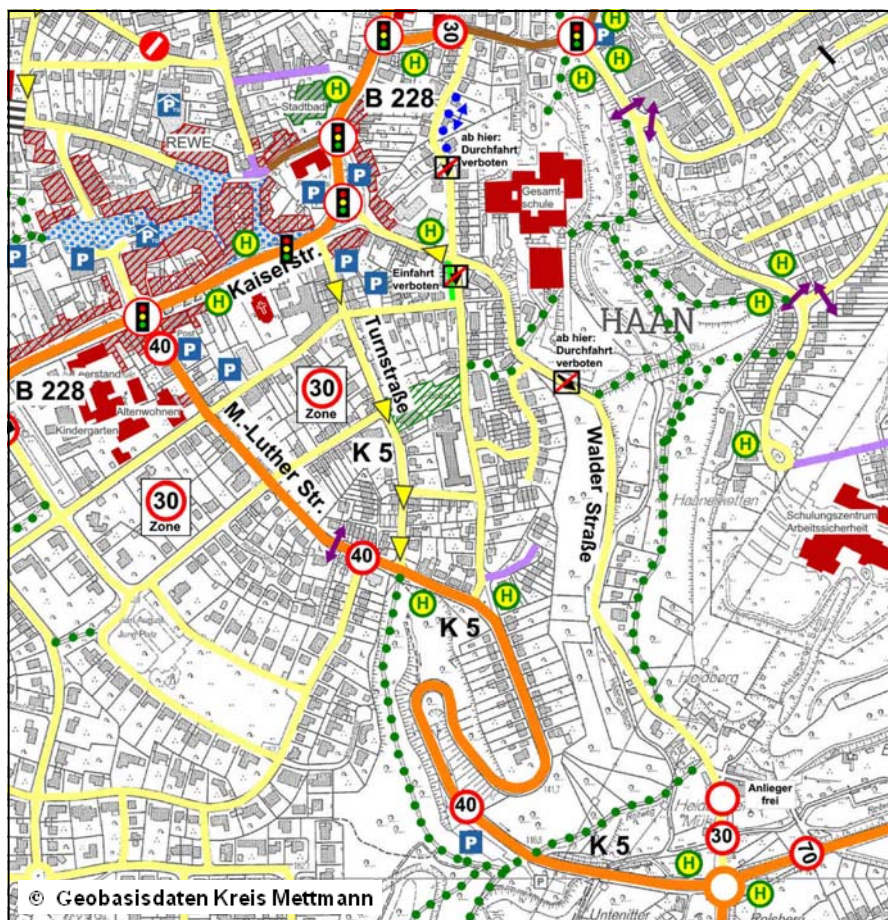 30
H
P
H
H
B 228
ab hier:
Durchfahrt
verboten
P
Stadtbad
REWE
P
P
Gesamt-
schule
H
H
H
P
P
P
Einfahrt
verboten
H
Kaiserstr.
P
P
H
HAAN
ab hier:
Durchfahrt
verboten
Post
40
P
P
B 228
Altenwohnen
Kindergarten
30
Zone
Turnstraße
M.-Luther Str.
K 5
H
30
Zone
Walder Straße
Schulungszentrum
Arbeitssicherheit
40
H
H
K 5
Heidberg
40
P
Anlieger
frei
30
70
K 5
H
H
P
© Geobasisdaten Kreis Mettmann